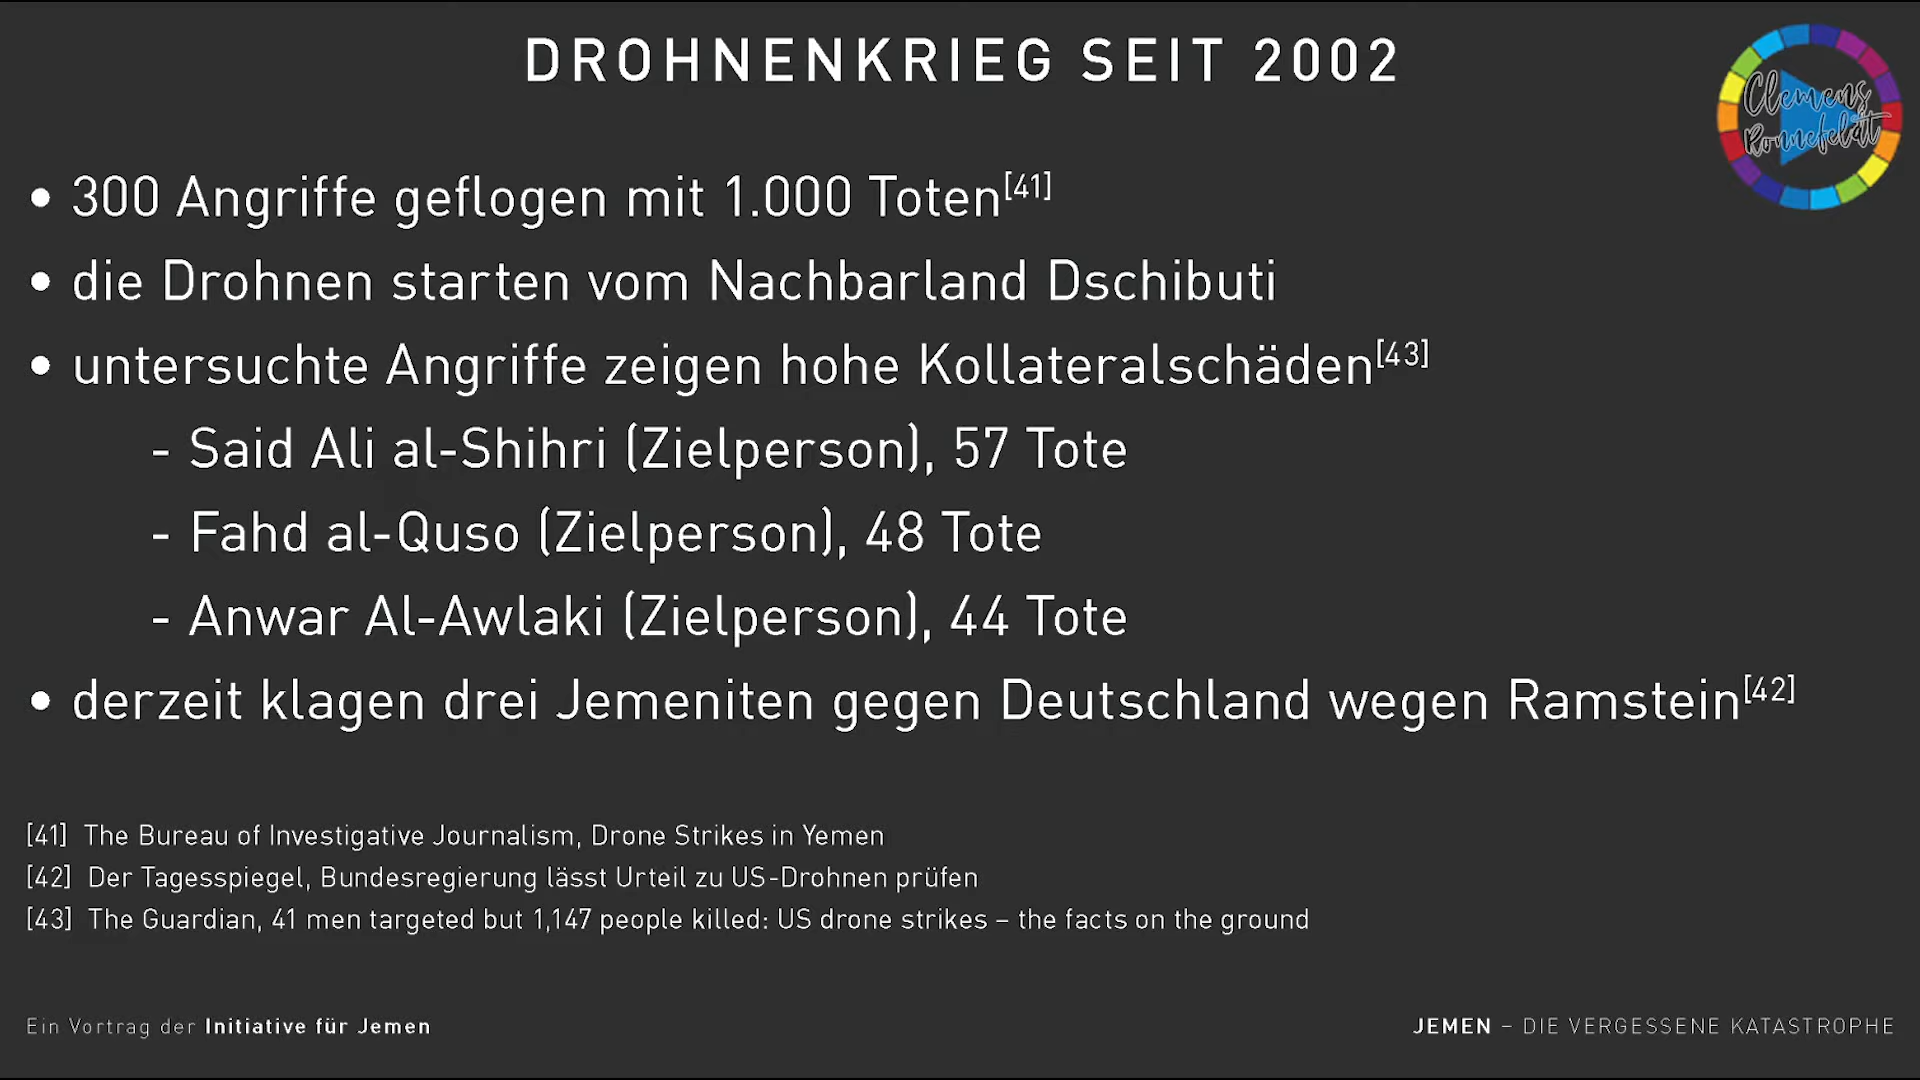 DROHNENKRIEG SEIT 2002
Clemens
Ronnefeldt
• 300 Angriffe geflogen mit 1.000 Toten[41]
• die Drohnen starten vom Nachbarland Dschibuti
• untersuchte Angriffe zeigen hohe Kollateralschäden[43]
- Said Ali al-Shihri (Zielperson), 57 Tote
- Fahd al-Quso (Zielperson), 48 Tote
- Anwar Al-Awlaki (Zielperson), 44 Tote
• derzeit klagen drei Jemeniten gegen Deutschland wegen Ramstein[42]
[41] The Bureau of Investigative Journalism, Drone Strikes in Yemen
[42] Der Tagesspiegel, Bundesregierung lässt Urteil zu US-Drohnen prüfen
[43] The Guardian, 41 men targeted but 1,147 people killed: US drone strikes – the facts on the ground
Ein Vortrag der Initiative für Jemen
JEMEN – DIE VERGESSENE KATASTROPHE